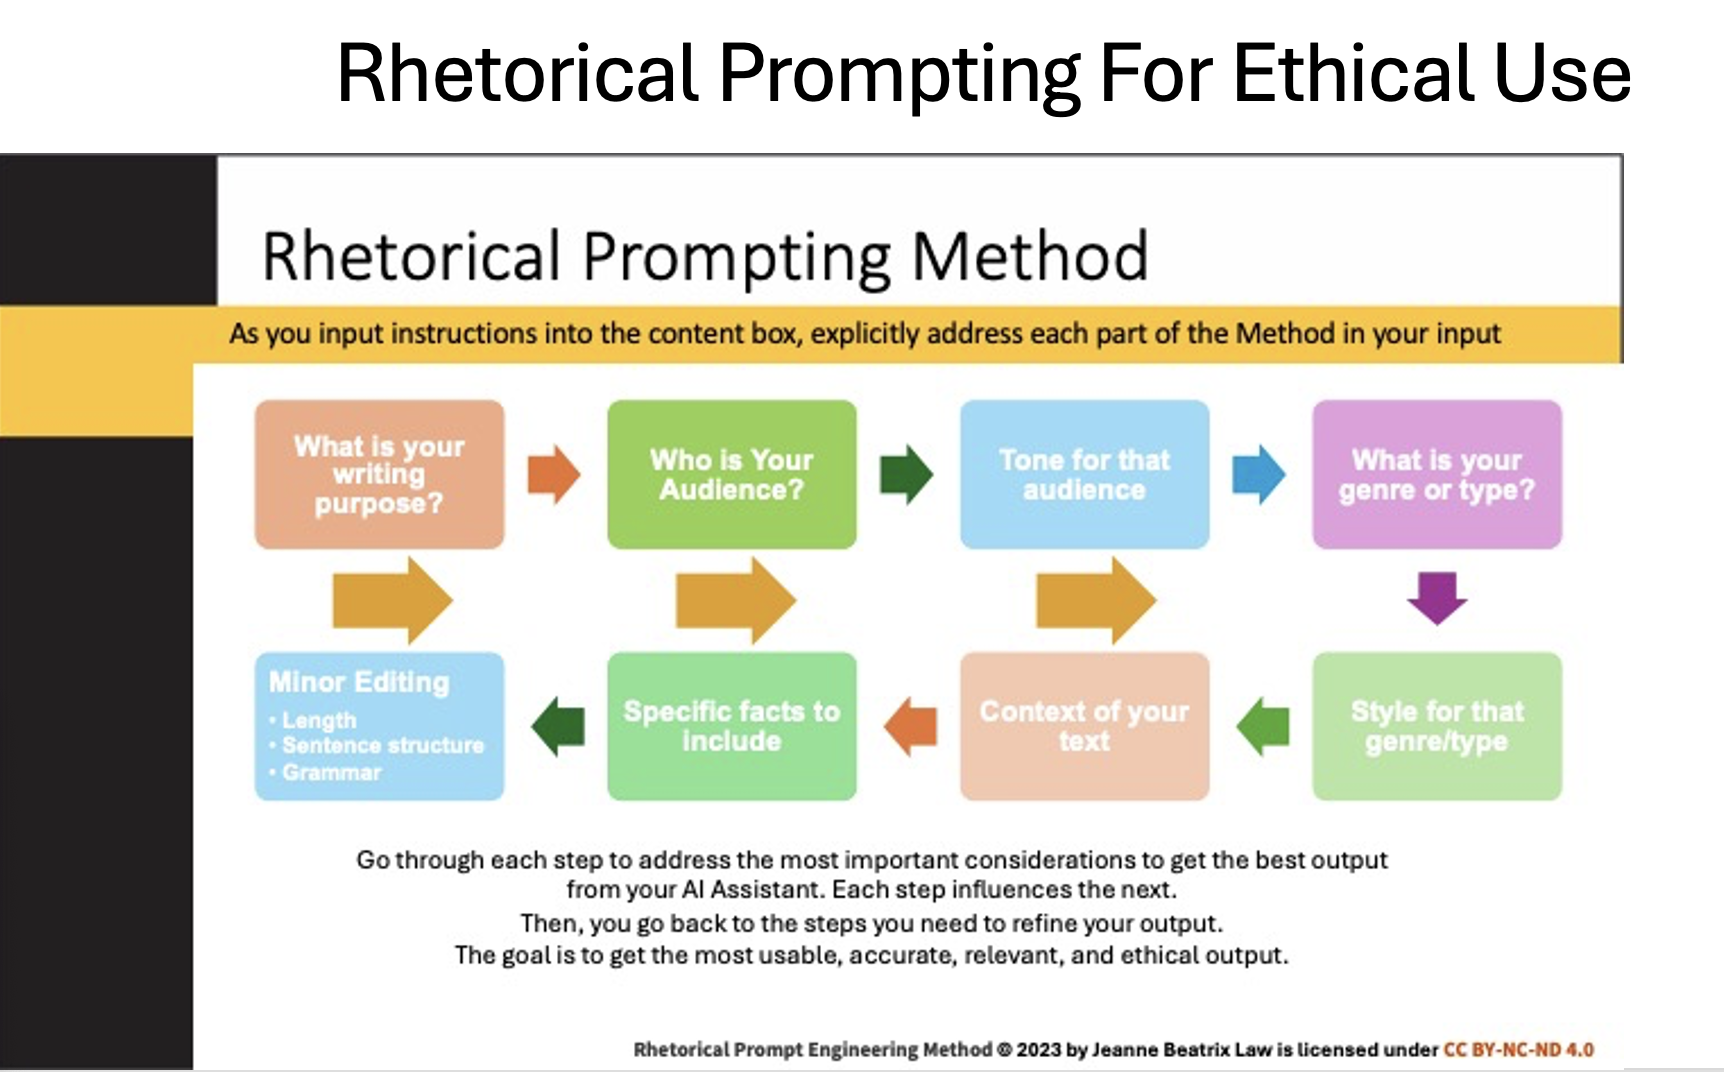 Rhetorical Prompting For Ethical Use
Rhetorical Prompting Method
As you input instructions into the content box, explicitly address each part of the Method in your input
What is your
writing
purpose?
Who is Your
Audience?
Tone for that
audience
What is your
genre or type?
Minor Editing
• Length
• Sentence structure
• Grammar
Specific facts to
include
Context of your
text
Style for that
genre/type
Go through each step to address the most important considerations to get the best output
from your AI Assistant. Each step influences the next.
Then, you go back to the steps you need to refine your output.
The goal is to get the most usable, accurate, relevant, and ethical output.
Rhetorical Prompt Engineering Method © 2023 by Jeanne Beatrix Law is licensed under CC BY-NC-ND 4.0